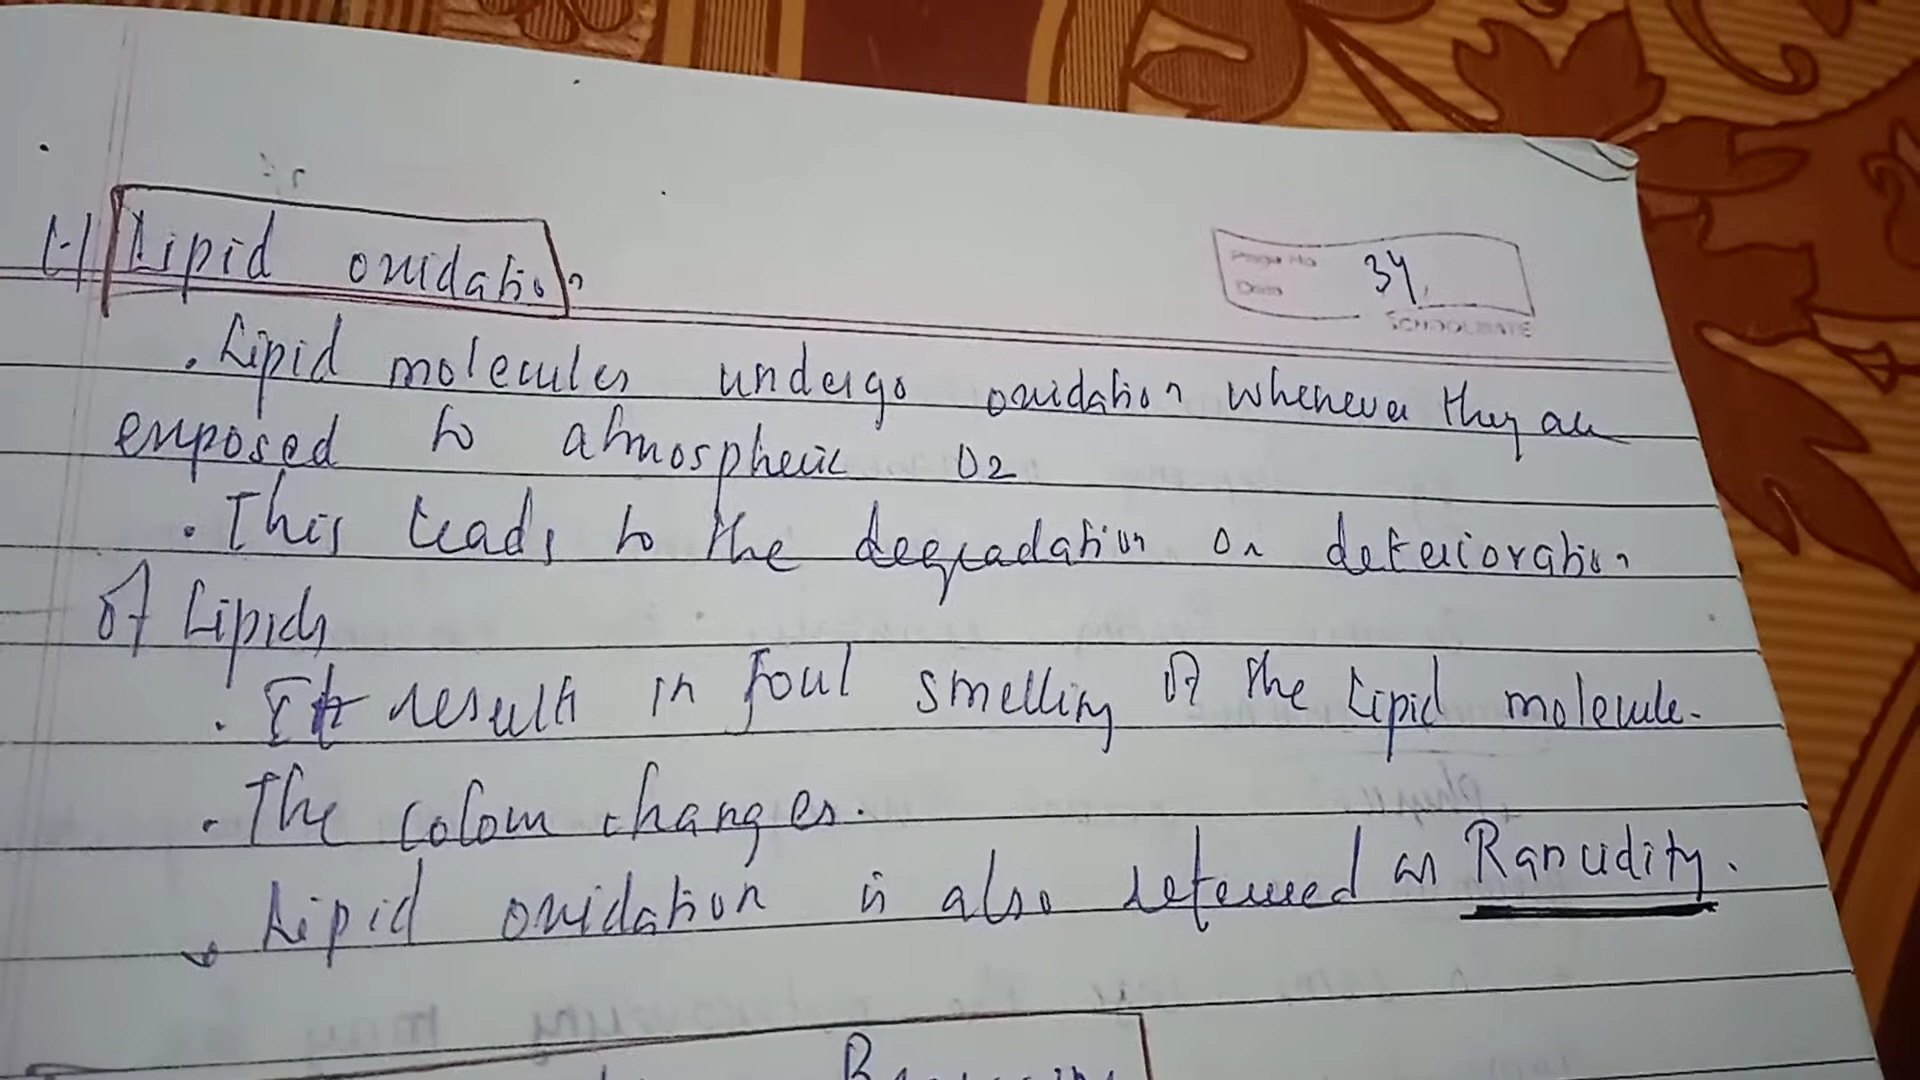 Lipid oxidation
Page No 34
Date
SCHOOLMATE
. Lipid molecules undergo oxidation whenever they are
exposed to atmospheric O2
. This leads to the degradation or deterioration
of Lipids
. It result in foul smelling of the Lipid molecule.
. The colour changes.
Lipid oxidation is also referred as Rancidity.